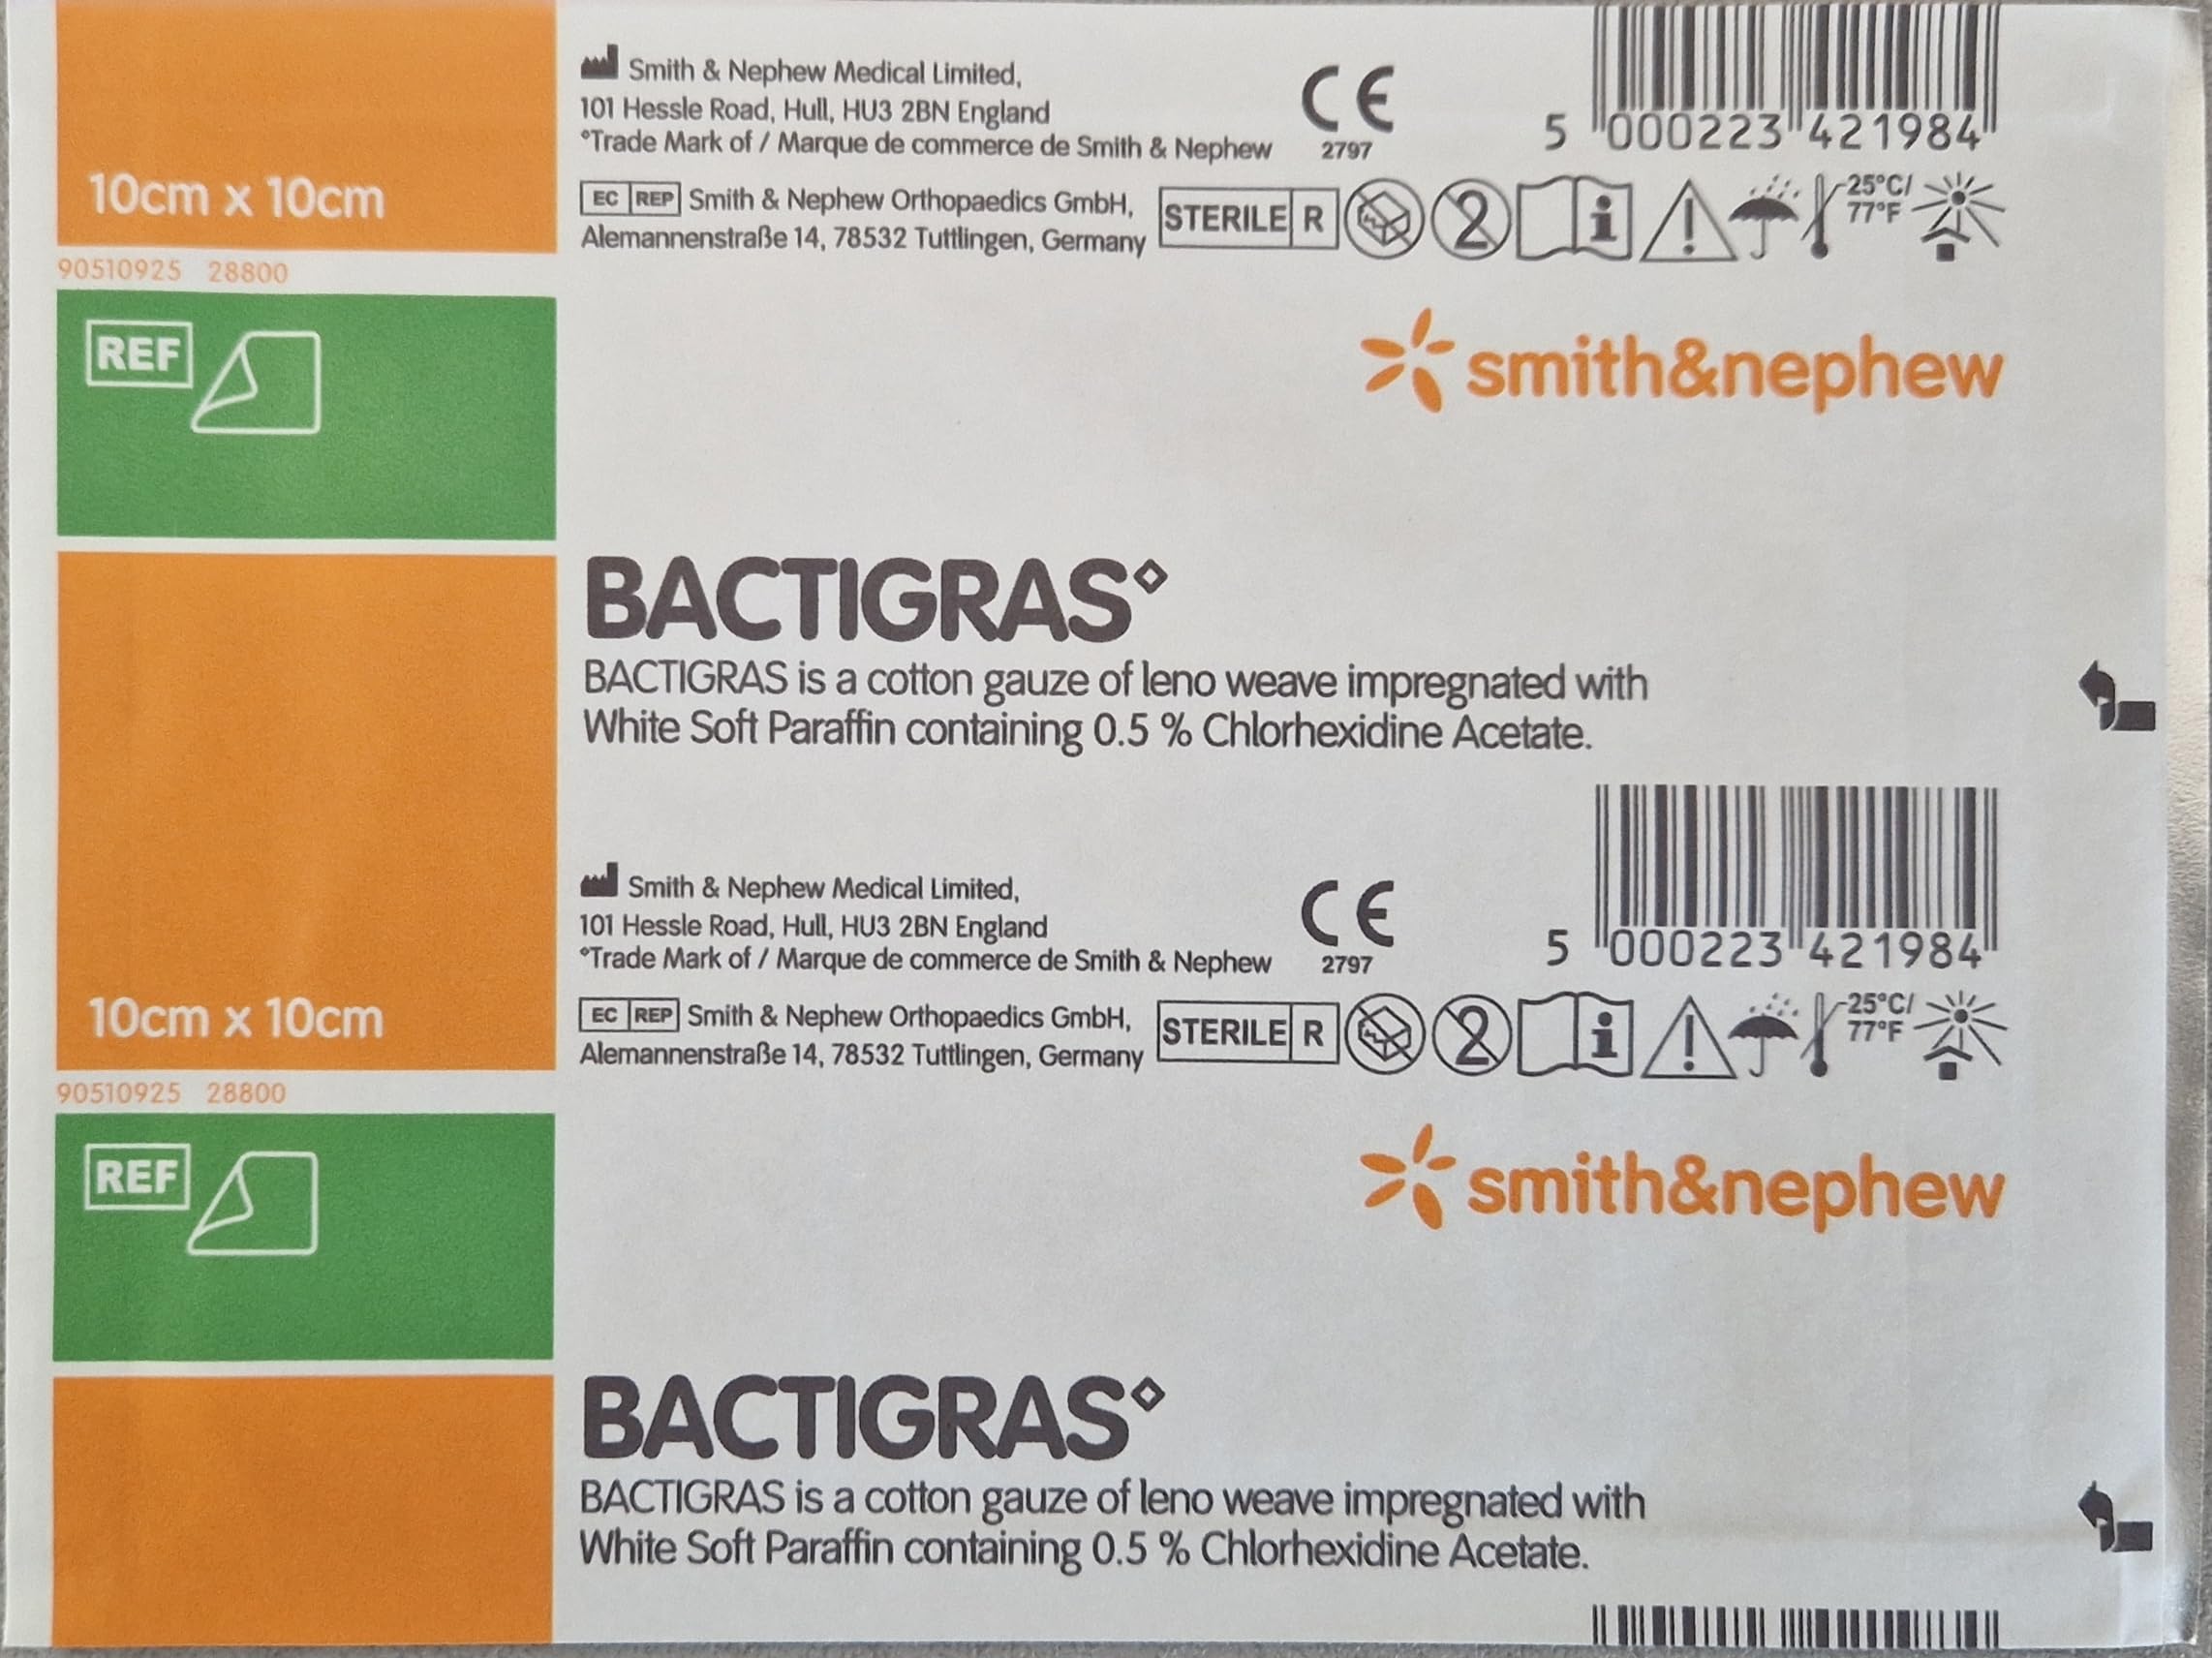 Smith & Nephew Medical Limited,
101 Hessle Road, Hull, HU3 2BN England
°Trade Mark of / Marque de commerce de Smith & Nephew
CE
2797
5 000223 421984
10cm x 10cm
EC REP Smith & Nephew Orthopaedics GmbH,
Alemannenstraße 14, 78532 Tuttlingen, Germany
STERILE R
2
i
!
25°C/
77°F
90510925 28800
REF
smith&nephew
BACTIGRAS◊
BACTIGRAS is a cotton gauze of leno weave impregnated with
White Soft Paraffin containing 0.5 % Chlorhexidine Acetate.
Smith & Nephew Medical Limited,
101 Hessle Road, Hull, HU3 2BN England
°Trade Mark of / Marque de commerce de Smith & Nephew
CE
2797
5 000223 421984
10cm x 10cm
EC REP Smith & Nephew Orthopaedics GmbH,
Alemannenstraße 14, 78532 Tuttlingen, Germany
STERILE R
2
i
!
25°C/
77°F
90510925 28800
REF
smith&nephew
BACTIGRAS◊
BACTIGRAS is a cotton gauze of leno weave impregnated with
White Soft Paraffin containing 0.5 % Chlorhexidine Acetate.